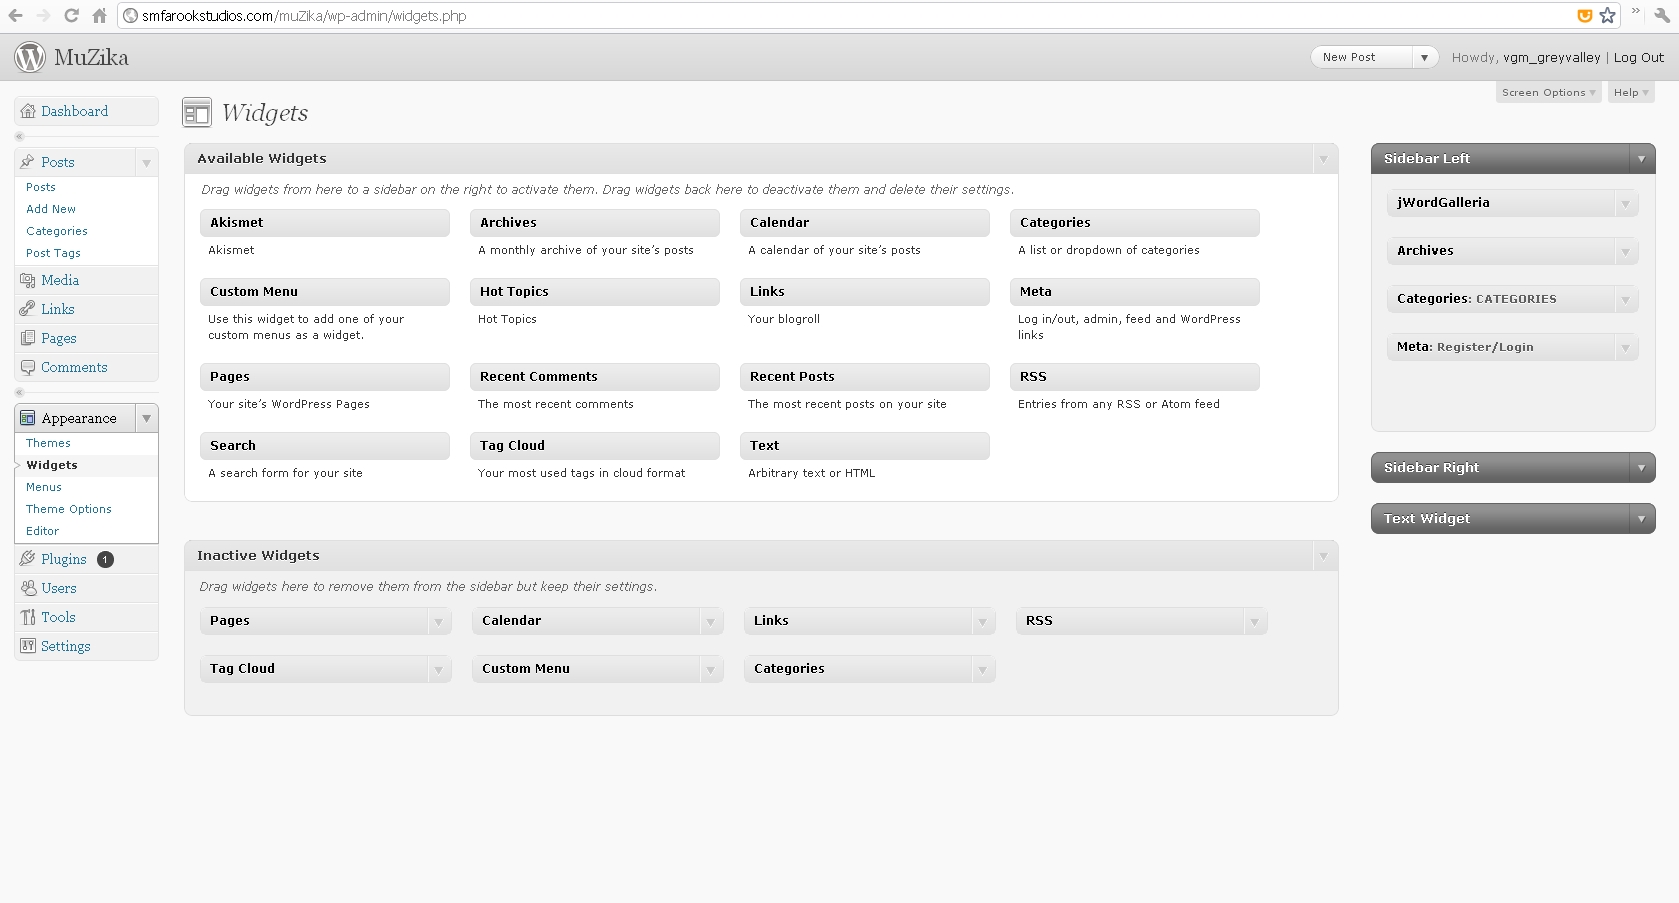 smfarookstudios.com/muZika/wp-admin/widgets.php
MuZika
New Post
Howdy, vgm_greyvalley | Log Out
Screen Options
Help
Dashboard
Posts
Posts
Add New
Categories
Post Tags
Media
Links
Pages
Comments
Appearance
Themes
Widgets
Menus
Theme Options
Editor
Plugins 1
Users
Tools
Settings
Widgets
Available Widgets
Drag widgets from here to a sidebar on the right to activate them. Drag widgets back here to deactivate them and delete their settings.
Akismet
Akismet
Archives
A monthly archive of your site’s posts
Calendar
A calendar of your site’s posts
Categories
A list or dropdown of categories
Custom Menu
Use this widget to add one of your
custom menus as a widget.
Hot Topics
Hot Topics
Links
Your blogroll
Meta
Log in/out, admin, feed and WordPress
links
Pages
Your site’s WordPress Pages
Recent Comments
The most recent comments
Recent Posts
The most recent posts on your site
RSS
Entries from any RSS or Atom feed
Search
A search form for your site
Tag Cloud
Your most used tags in cloud format
Text
Arbitrary text or HTML
Inactive Widgets
Drag widgets here to remove them from the sidebar but keep their settings.
Pages
Calendar
Links
RSS
Tag Cloud
Custom Menu
Categories
Sidebar Left
jWordGalleria
Archives
Categories: CATEGORIES
Meta: Register/Login
Sidebar Right
Text Widget